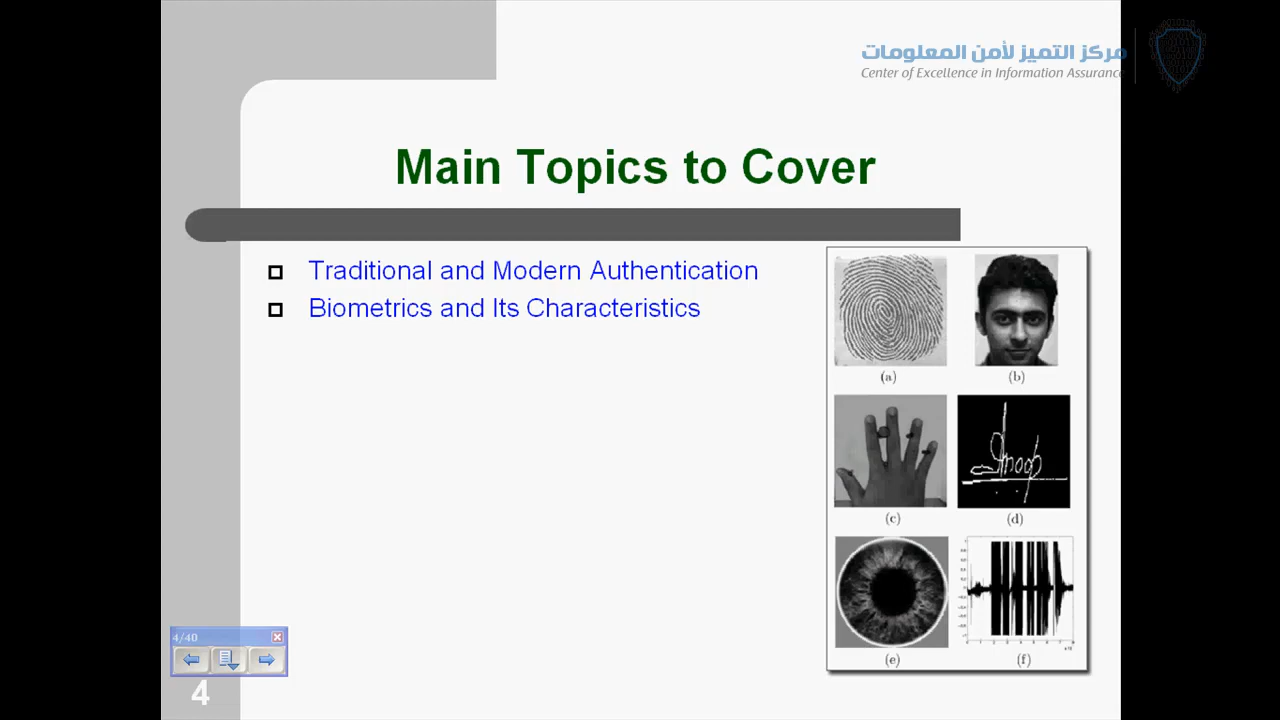 مركز التميز لأمن المعلومات
Center of Excellence in Information Assurance
Main Topics to Cover
Traditional and Modern Authentication
Biometrics and Its Characteristics
(a)
(b)
(c)
(d)
(e)
(f)
4/40
4